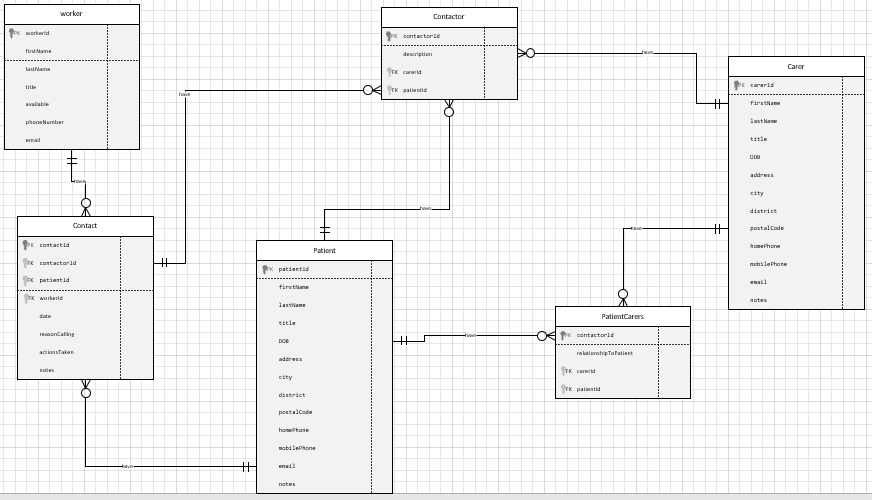 worker
PK workerId
firstName
lastName
title
available
phoneNumber
email
Contactor
PK contactorId
description
FK carerId
FK patientId
Carer
PK carerId
firstName
lastName
title
DOB
address
city
district
postalCode
homePhone
mobilePhone
email
notes
have
have
have
have
have
Contact
PK contactId
FK contactorId
FK patientId
FK workerId
date
reasonCalling
actionsTaken
notes
Patient
PK patientId
firstName
lastName
title
DOB
address
city
district
postalCode
homePhone
mobilePhone
email
notes
have
PatientCarers
PK contactorId
relationshipToPatient
FK carerId
FK patientId
have